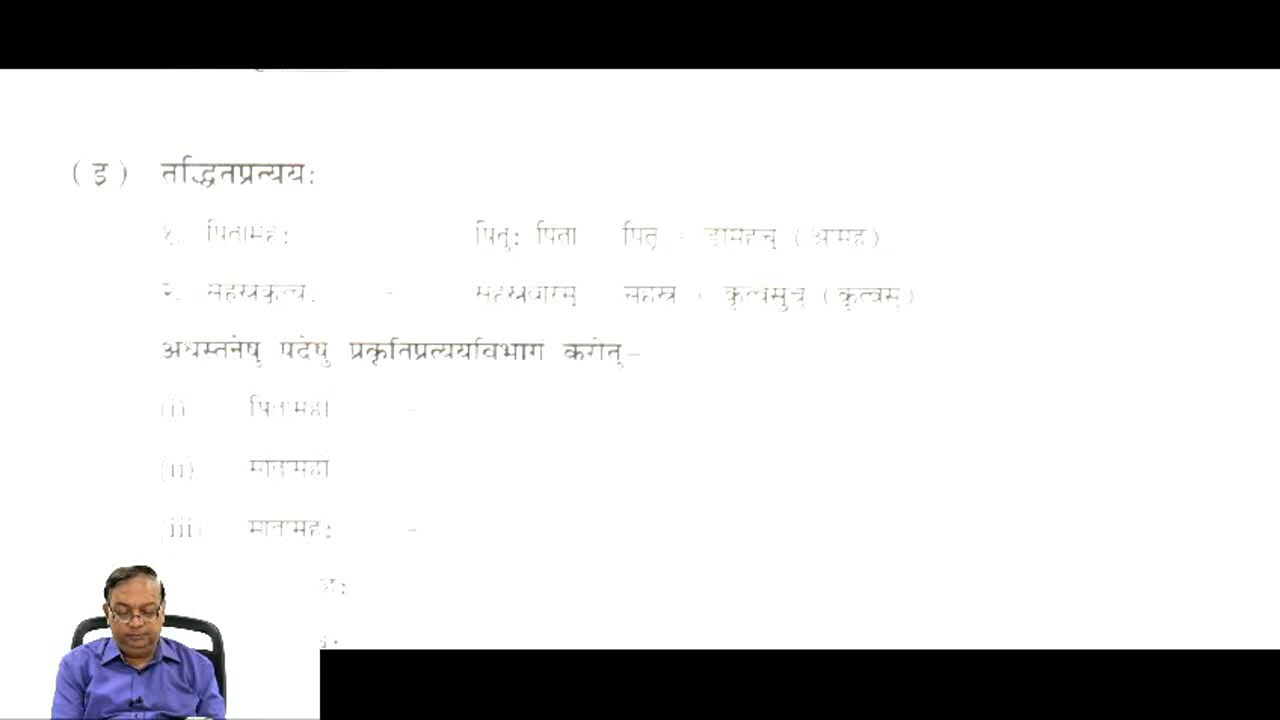 ( इ ) तद्धितप्रत्ययः
१. पितामहः पितुः पिता पितृ - डामहच् (आमह)
२. सहस्रकृत्वः - सहस्रवारम् सहस्र + कृत्वसुच् (कृत्वस्)
अधस्तनेषु पदेषु प्रकृतिप्रत्ययविभागं करोतु–
(i) पितामही -
(ii) मातामही
(iii) मातामहः -
हः